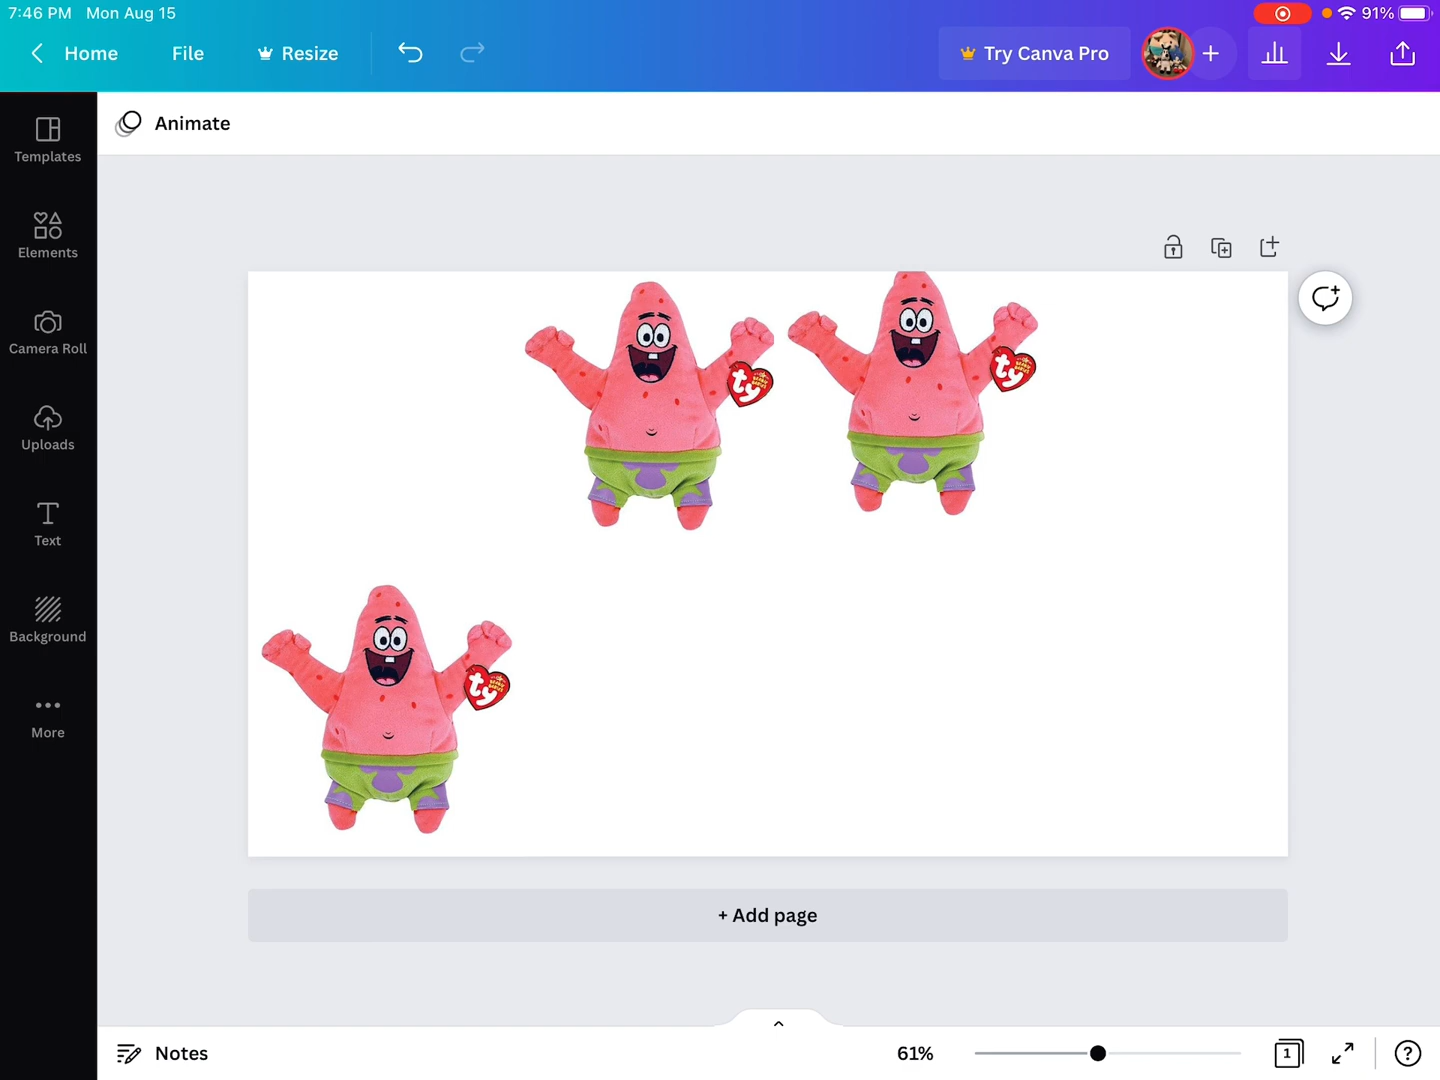 7:46 PM Mon Aug 15
91%
Home
File
Resize
Try Canva Pro
Animate
Templates
Elements
Camera Roll
Uploads
Text
Background
More
ty
ty
ty
+ Add page
Notes
61%
1
?